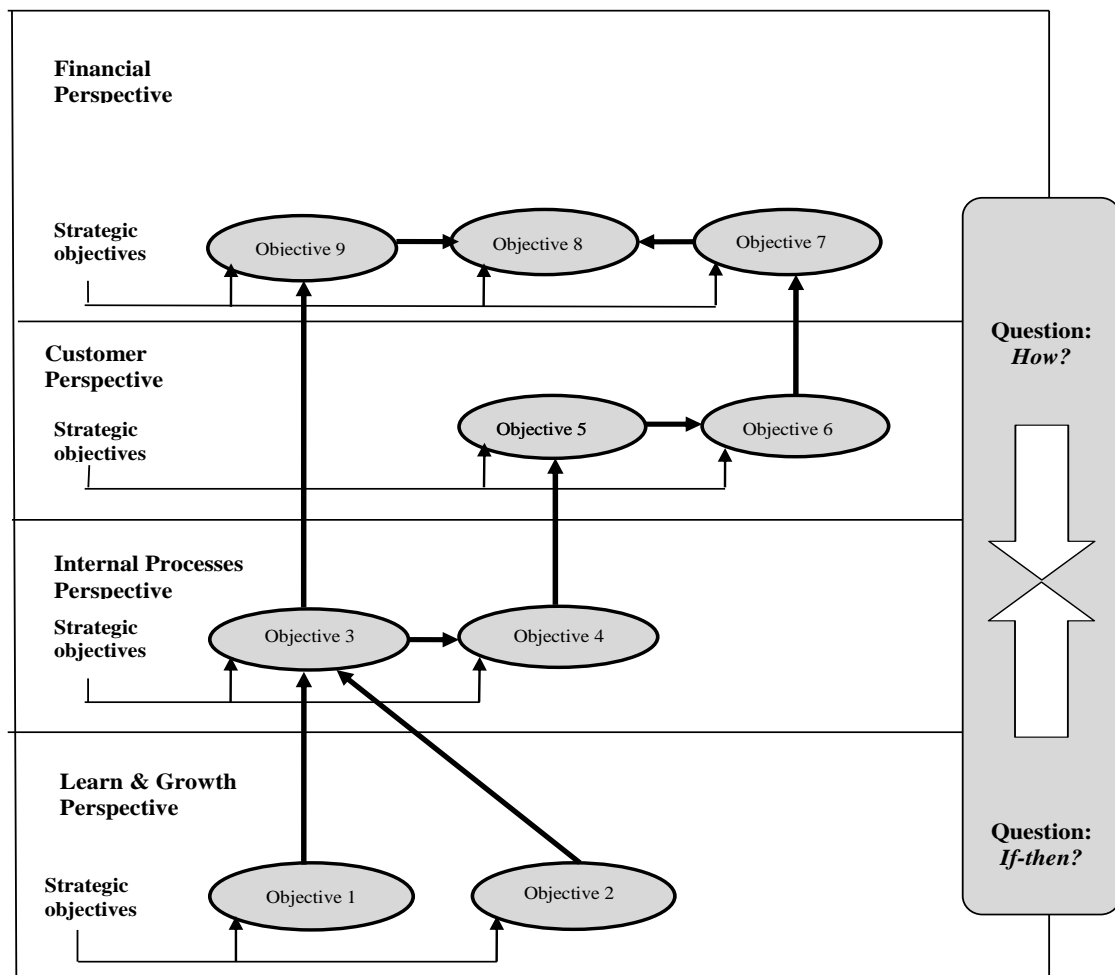 Financial
Perspective
Strategic
objectives
Objective 9
Objective 8
Objective 7
Customer
Perspective
Strategic
objectives
Objective 5
Objective 6
Internal Processes
Perspective
Strategic
objectives
Objective 3
Objective 4
Learn & Growth
Perspective
Strategic
objectives
Objective 1
Objective 2
Question:
How?
Question:
If-then?